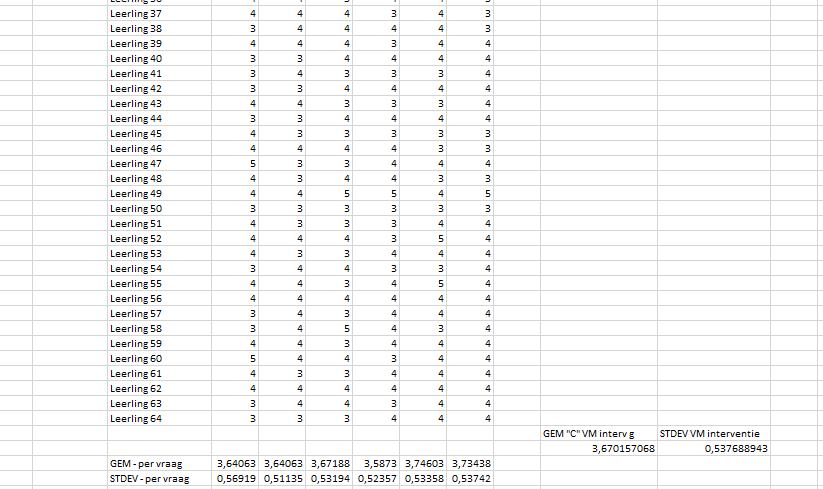 Leerling 37 4 4 4 3 4 3
Leerling 38 3 4 4 4 4 3
Leerling 39 4 4 4 3 4 4
Leerling 40 3 3 4 4 4 4
Leerling 41 3 4 3 3 3 4
Leerling 42 3 3 4 4 4 4
Leerling 43 4 4 3 3 3 4
Leerling 44 3 3 4 4 4 4
Leerling 45 4 3 3 3 3 3
Leerling 46 4 4 4 4 3 3
Leerling 47 5 3 3 4 4 4
Leerling 48 4 3 4 4 3 3
Leerling 49 4 4 5 5 4 5
Leerling 50 3 3 3 3 3 3
Leerling 51 4 3 3 3 4 4
Leerling 52 4 4 4 3 5 4
Leerling 53 4 3 3 4 4 4
Leerling 54 3 4 4 3 3 4
Leerling 55 4 4 3 4 5 4
Leerling 56 4 4 4 4 4 4
Leerling 57 3 4 3 4 4 4
Leerling 58 3 4 5 4 3 4
Leerling 59 4 4 3 4 4 4
Leerling 60 5 4 4 3 4 4
Leerling 61 4 3 3 4 4 4
Leerling 62 4 4 4 4 4 4
Leerling 63 3 4 4 3 4 4
Leerling 64 3 3 3 4 4 4
GEM "C" VM interv g STDEV VM interventie
3,670157068 0,537688943
GEM - per vraag 3,64063 3,64063 3,67188 3,5873 3,74603 3,73438
STDEV - per vraag 0,56919 0,51135 0,53194 0,52357 0,53358 0,53742